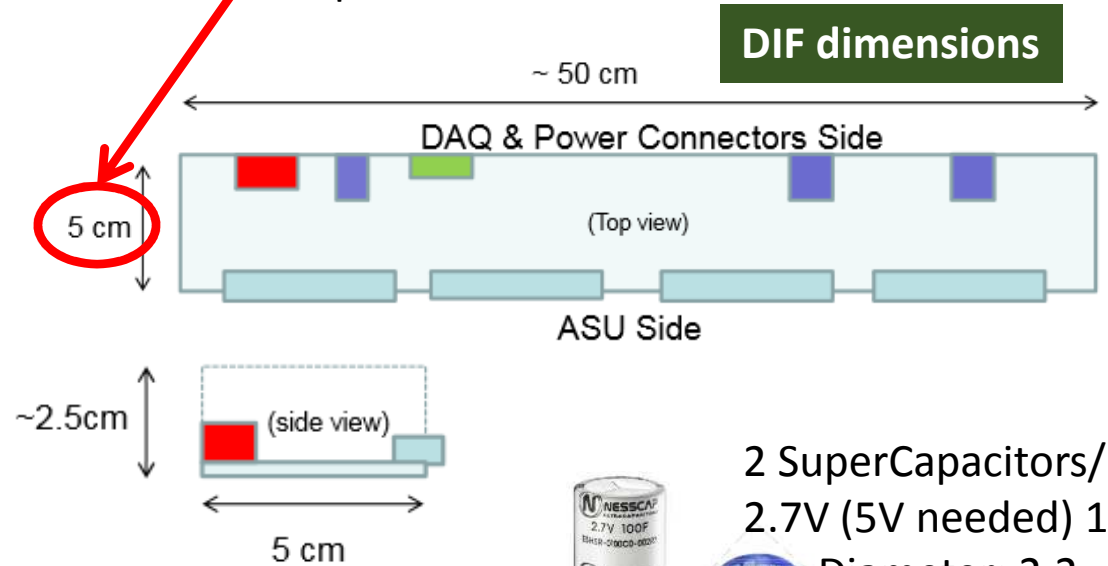 DIF dimensions
~ 50 cm
DAQ & Power Connectors Side
5 cm
(Top view)
ASU Side
~2.5cm
(side view)
5 cm
NESSCAP
2.7V 100F
2 SuperCapacitors/
2.7V (5V needed) 1